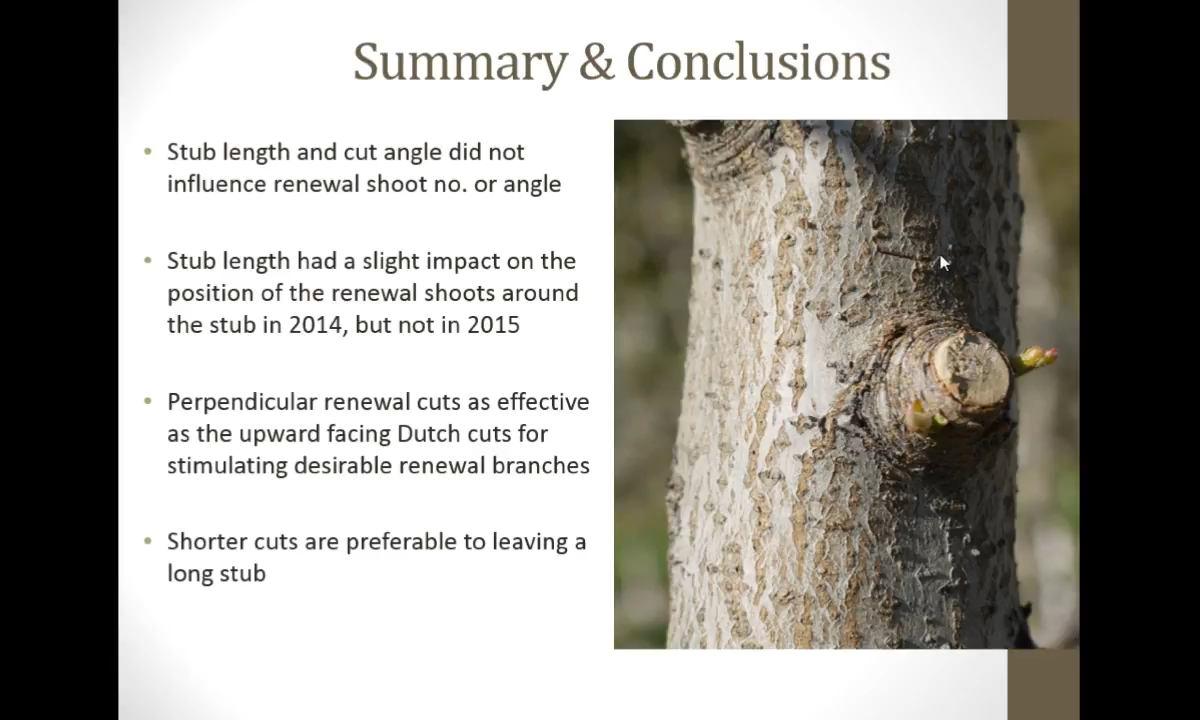 Summary & Conclusions
• Stub length and cut angle did not
influence renewal shoot no. or angle
• Stub length had a slight impact on the
position of the renewal shoots around
the stub in 2014, but not in 2015
• Perpendicular renewal cuts as effective
as the upward facing Dutch cuts for
stimulating desirable renewal branches
• Shorter cuts are preferable to leaving a
long stub